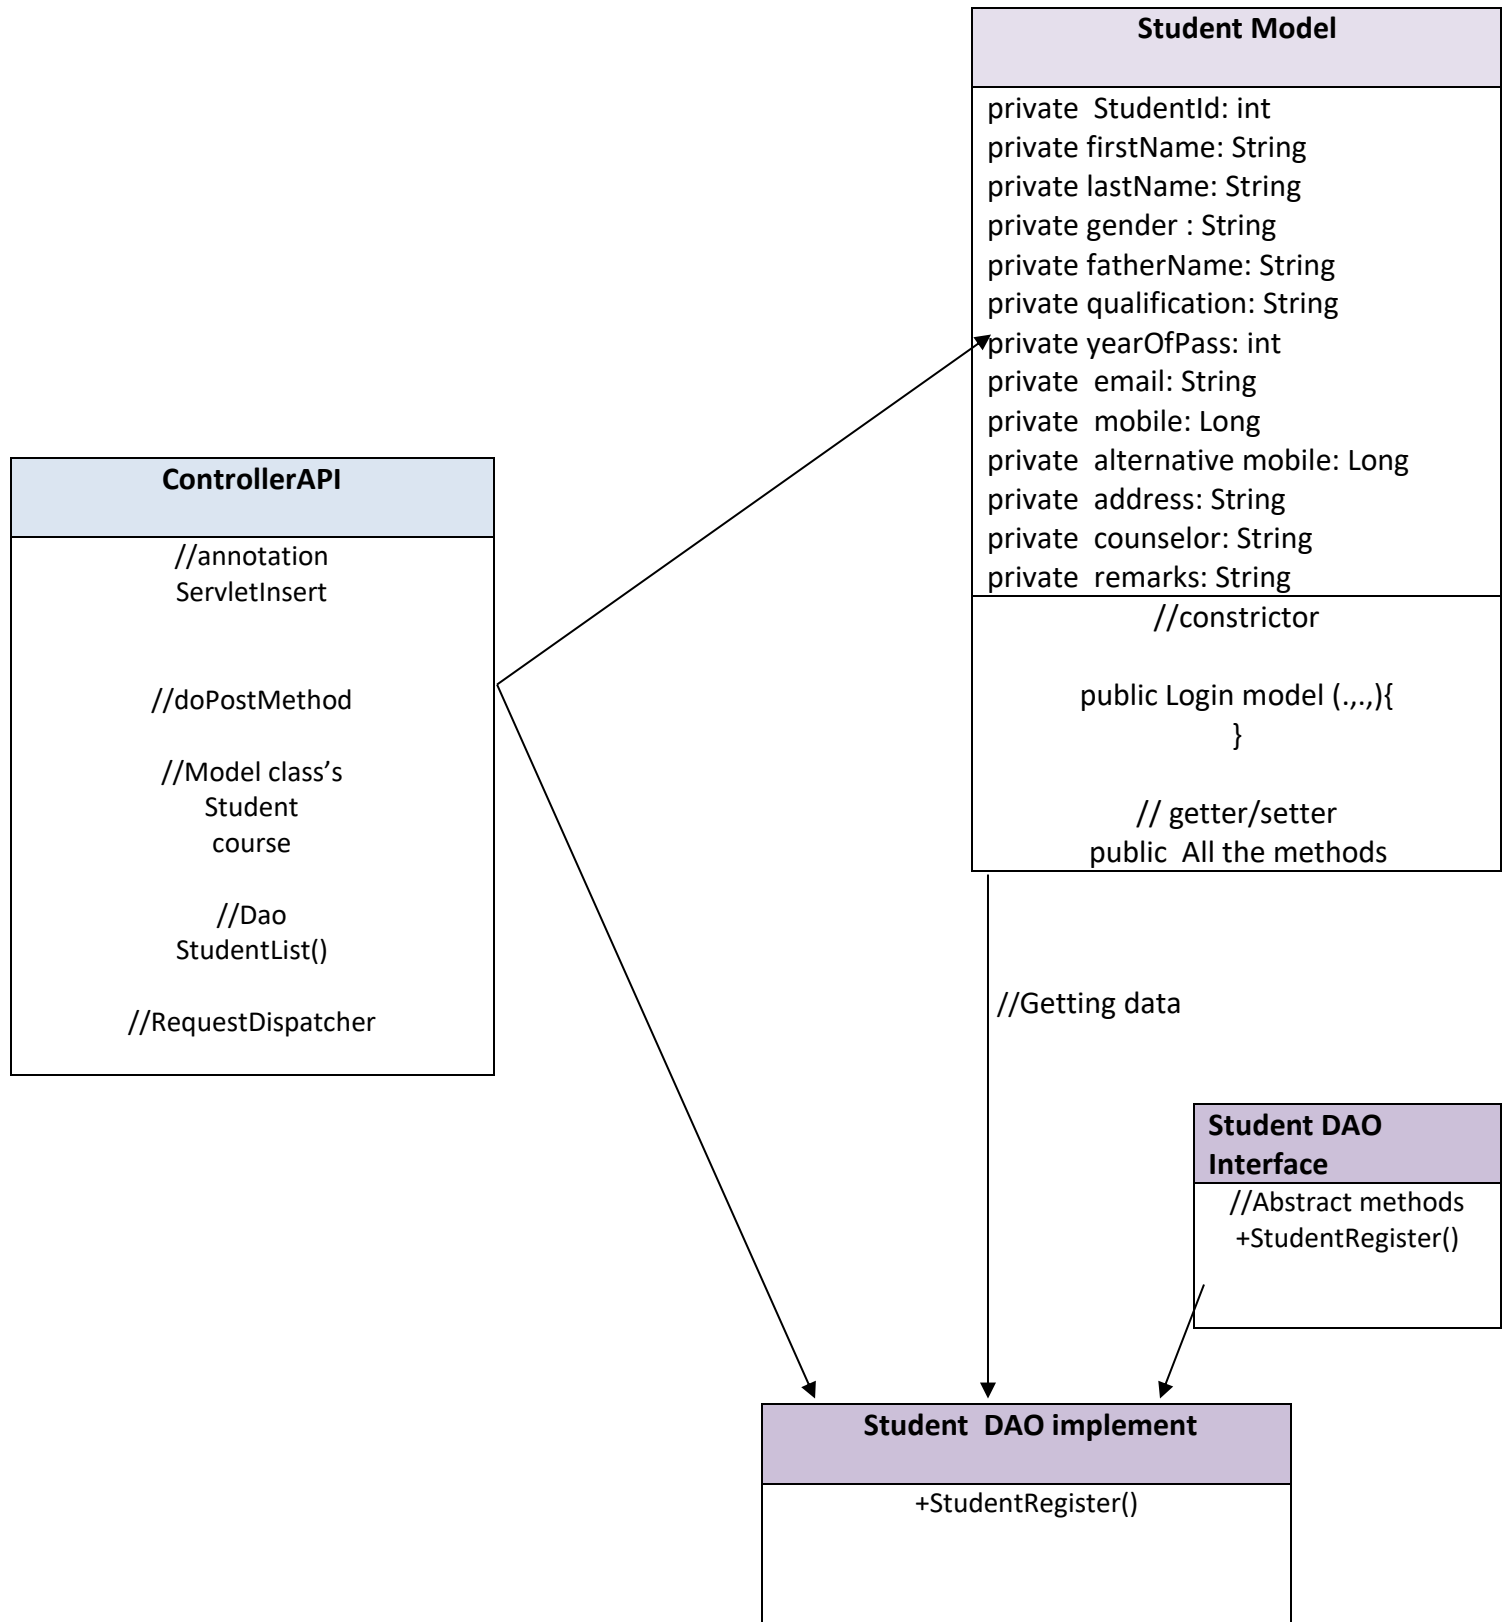 Student Model
private  StudentId: int
private firstName: String
private lastName: String
private gender : String
private fatherName: String
private qualification: String
private yearOfPass: int
private  email: String
private  mobile: Long
private  alternative mobile: Long
private  address: String
private  counselor: String
private  remarks: String
//constrictor
public Login model (.,.,){
}
// getter/setter
public  All the methods
ControllerAPI
//annotation
ServletInsert
//doPostMethod
//Model class’s
Student
course
//Dao
StudentList()
//RequestDispatcher
//Getting data
Student DAO
Interface
//Abstract methods
+StudentRegister()
Student  DAO implement
+StudentRegister()